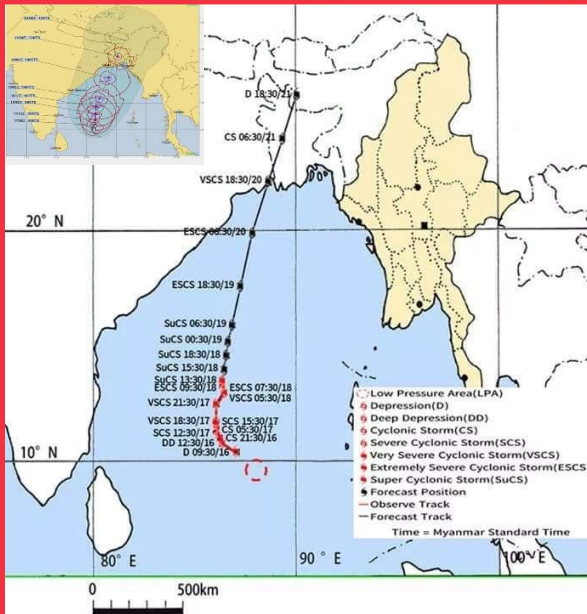 D 18:30/21
CS 06:30/21
VSCS 18:30/20
20° N
ESCS 06:30/20
ESCS 18:30/19
SuCS 06:30/19
SuCS 00:30/19
SuCS 18:30/18
SuCS 15:30/18
SuCS 13:30/18
ESCS 09:30/18
ESCS 07:30/18
VSCS 05:30/18
VSCS 21:30/17
VSCS 18:30/17
SCS 15:30/17
SCS 12:30/17
CS 05:30/17
CS 21:30/16
DD 12:30/16
D 09:30/16
10° N
Low Pressure Area(LPA)
Depression(D)
Deep Depression(DD)
Cyclonic Storm(CS)
Severe Cyclonic Storm(SCS)
Very Severe Cyclonic Storm(VSCS)
Extremely Severe Cyclonic Storm(ESCS
Super Cyclonic Storm(SuCS)
Forecast Position
Observe Track
Forecast Track
Time = Myanmar Standard Time
80° E
90° E
100° E
0
500km